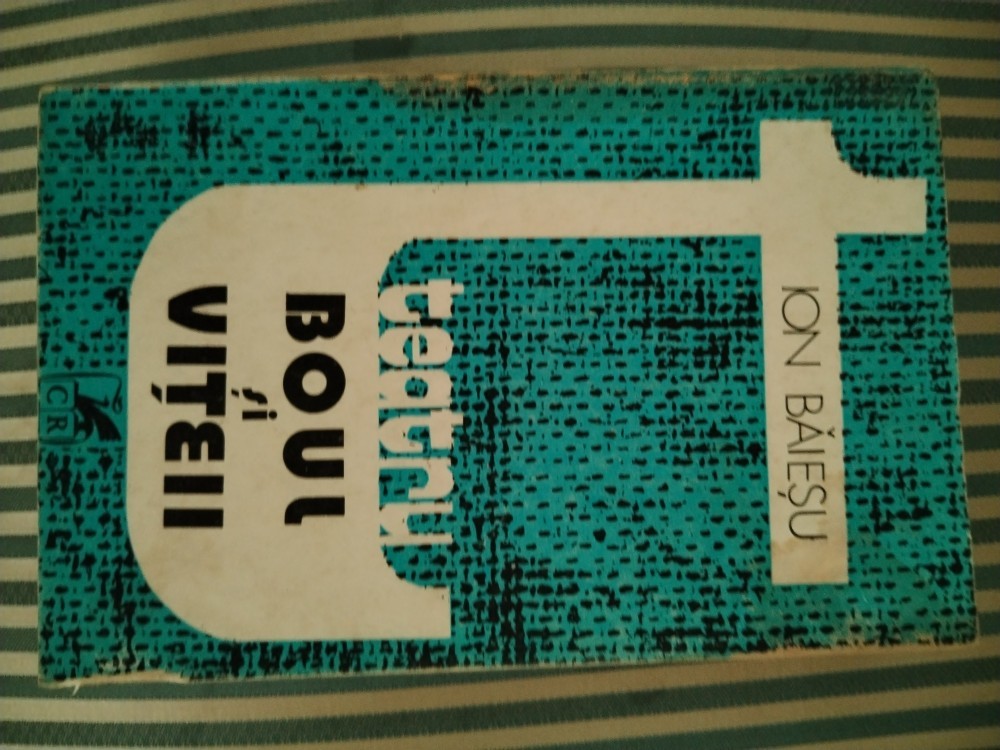 ION BĂIEȘU
teatru
BOUL
și
VIȚEII
CR